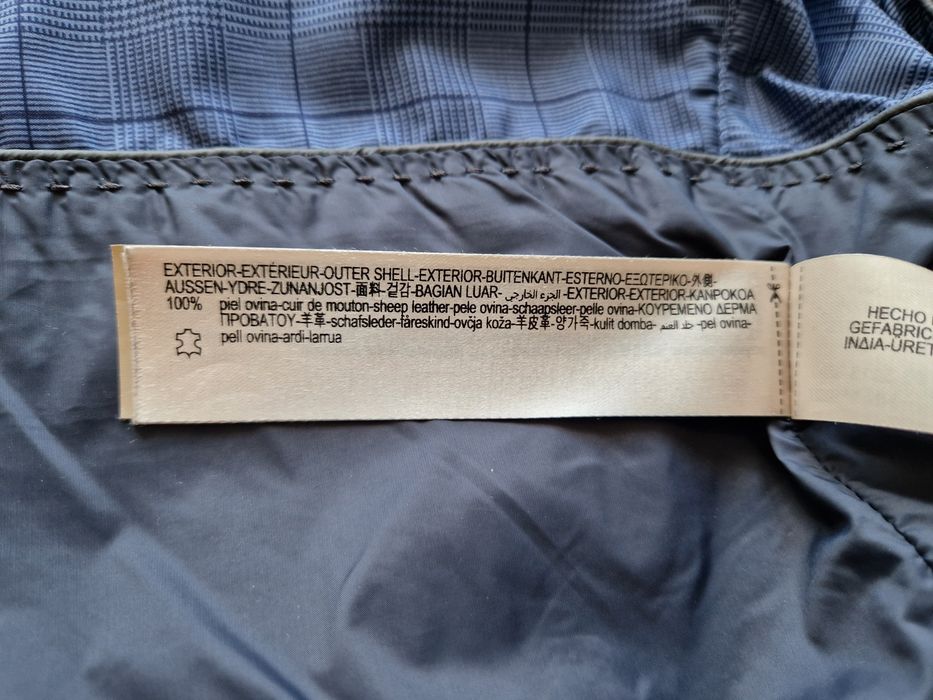 EXTERIOR-EXTÉRIEUR-OUTER SHELL-EXTERIOR-BUITENKANT-ESTERNO-ΕΞΩΤΕΡΙΚΟ-外側-
AUSSEN-YDRE-ZUNANJOST-面料-겉감-BAGIAN LUAR-الجزء الخارجي-EXTERIOR-EXTERIOR-KANPOKOA
100% piel ovina-cuir de mouton-sheep leather-pele ovina-schaapsleer-pelle ovina-ΚΟΥΡΕΜΕΝΟ ΔΕΡΜΑ
ΠΡΟΒΑΤΟΥ-羊革-schafsleder-fåreskind-ovčja koža-羊皮革-양가죽-kulit domba-جلد الغنم-pel ovina-
pell ovina-ardi-larrua
HECHO
GEFABRIC
ΙΝΔΙΑ-URET